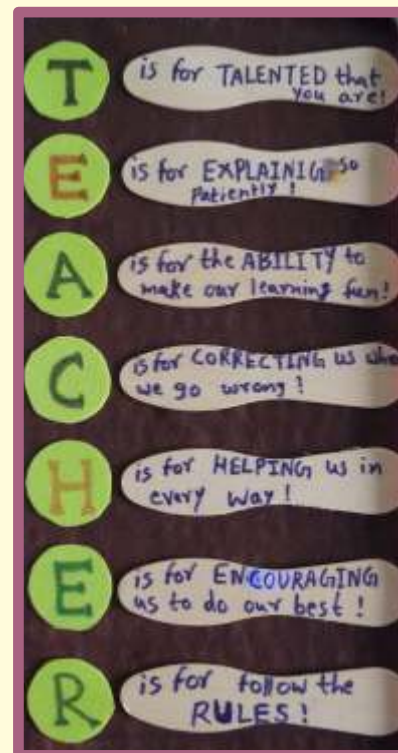 T is for TALENTED that
you are!
E is for EXPLAINIG so
Patiently !
A is for the ABILITY to
make our learning fun!
C is for CORRECTING us whe
we go wrong !
H is for HELPING us in
every way !
E is for ENCOURAGING
us to do our best !
R is for follow the
RULES !